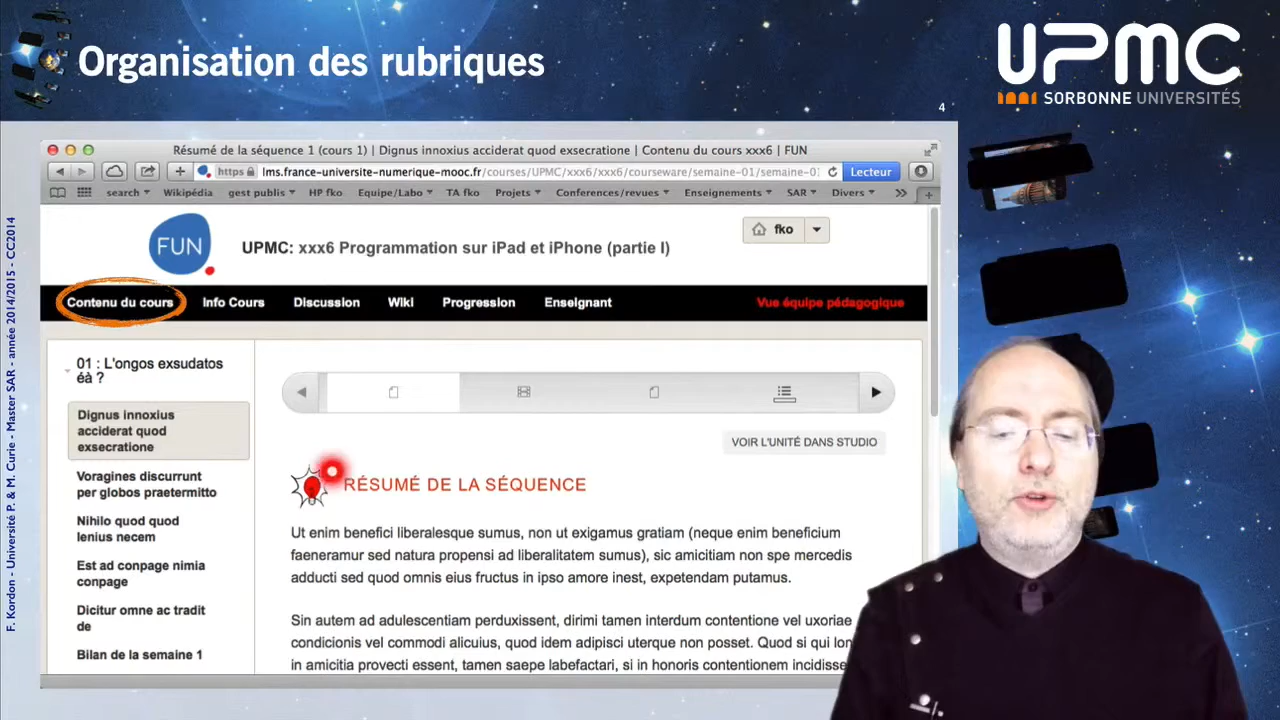 Organisation des rubriques
UPMC
SORBONNE UNIVERSITÉS
4
F. Kordon - Université P. & M. Curie - Master SAR - année 2014/2015 - CC2014
Résumé de la séquence 1 (cours 1) | Dignus innoxius acciderat quod exsecratione | Contenu du cours xxx6 | FUN
https lms.france-universite-numerique-mooc.fr/courses/UPMC/xxx6/xxx6/courseware/semaine-01/semaine-01 Lecteur
search Wikipédia gest publis HP fko Equipe/Labo TA fko Projets Conferences/revues Enseignements SAR Divers
FUN
UPMC: xxx6 Programmation sur iPad et iPhone (partie I)
fko
Contenu du cours Info Cours Discussion Wiki Progression Enseignant Vue équipe pédagogique
01 : L'ongos exsudatos
éà ?
Dignus innoxius
acciderat quod
exsecratione
Voragines discurrunt
per globos praetermitto
Nihilo quod quod
lenius necem
Est ad conpage nimia
conpage
Dicitur omne ac tradit
de
Bilan de la semaine 1
VOIR L'UNITÉ DANS STUDIO
RÉSUMÉ DE LA SÉQUENCE
Ut enim benefici liberalesque sumus, non ut exigamus gratiam (neque enim beneficium
faeneramur sed natura propensi ad liberalitatem sumus), sic amicitiam non spe mercedis
adducti sed quod omnis eius fructus in ipso amore inest, expetendam putamus.
Sin autem ad adulescentiam perduxissent, dirimi tamen interdum contentione vel uxoriae
condicionis vel commodi alicuius, quod idem adipisci uterque non posset. Quod si qui lon
in amicitia provecti essent, tamen saepe labefactari, si in honoris contentionem incidisse